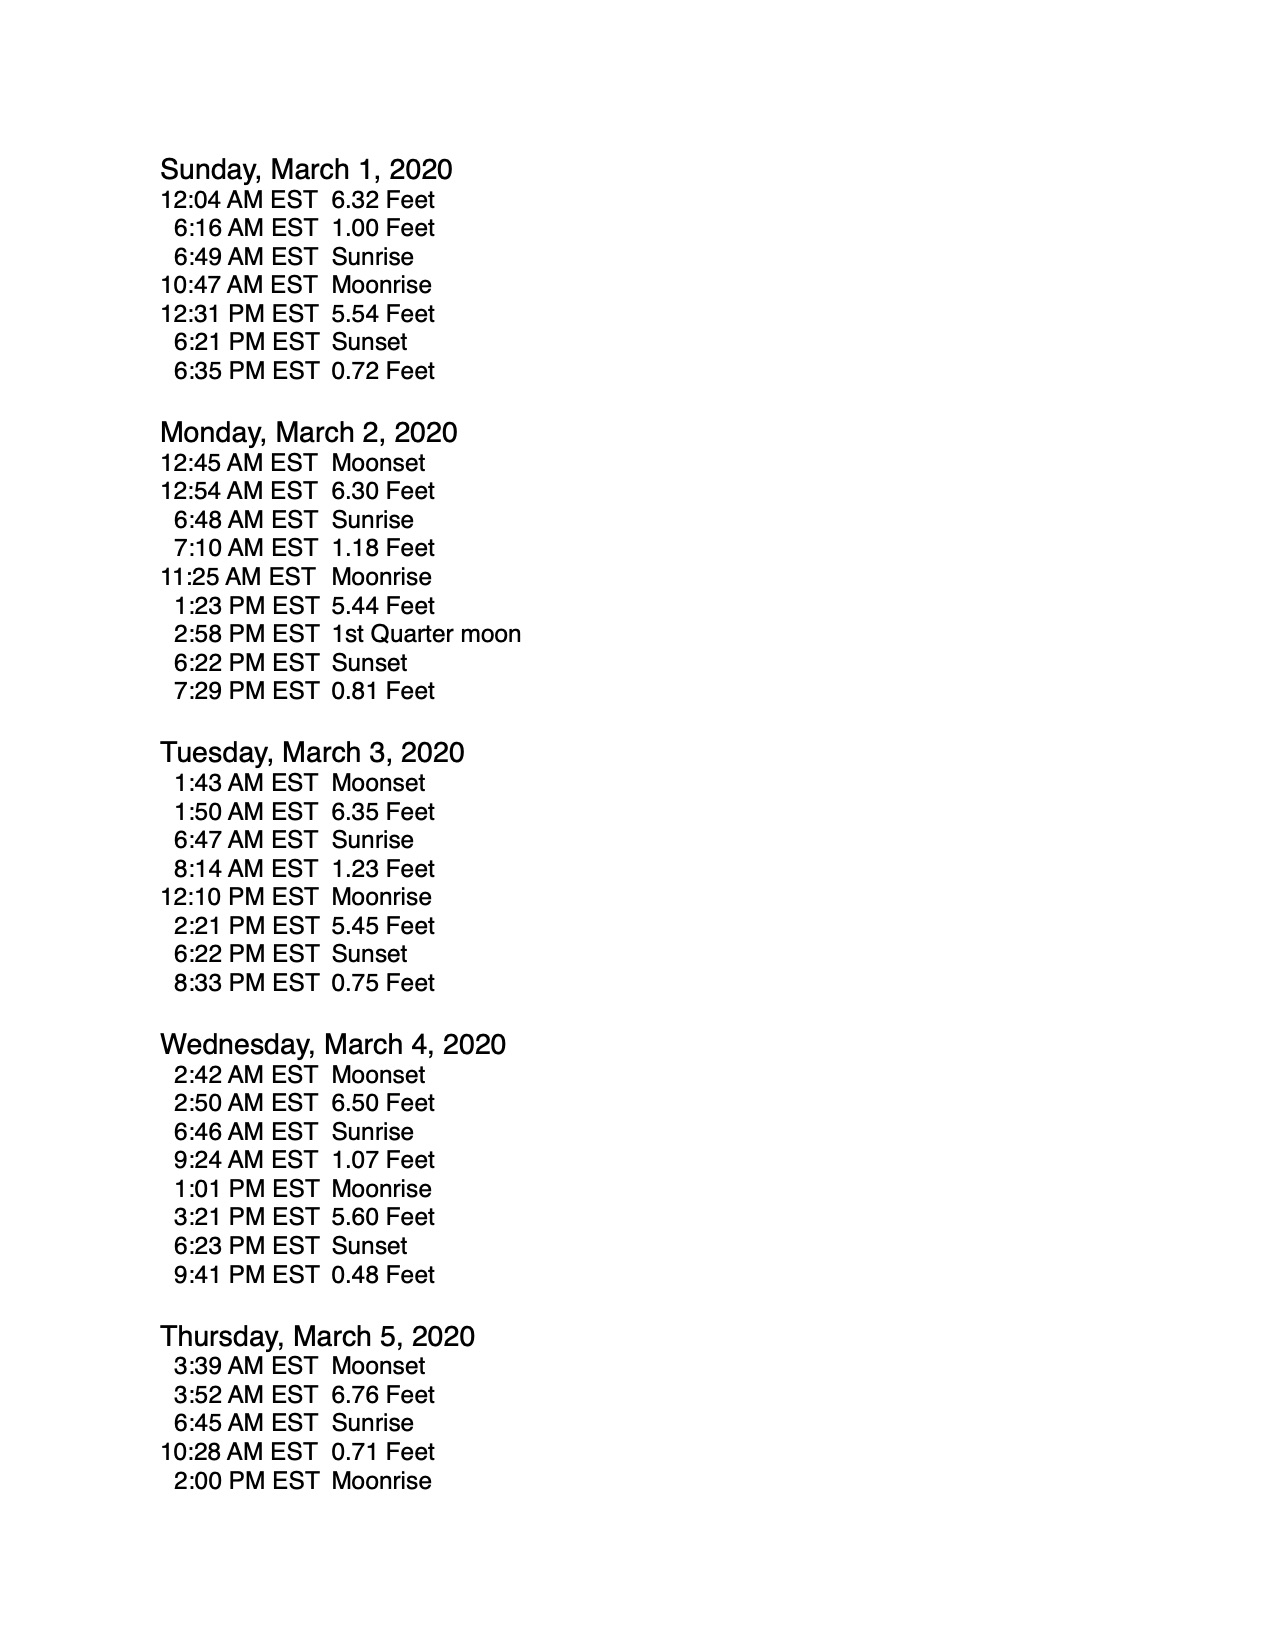 Sunday, March 1, 2020
12:04 AM EST 6.32 Feet
6:16 AM EST 1.00 Feet
6:49 AM EST Sunrise
10:47 AM EST Moonrise
12:31 PM EST 5.54 Feet
6:21 PM EST Sunset
6:35 PM EST 0.72 Feet
Monday, March 2, 2020
12:45 AM EST Moonset
12:54 AM EST 6.30 Feet
6:48 AM EST Sunrise
7:10 AM EST 1.18 Feet
11:25 AM EST Moonrise
1:23 PM EST 5.44 Feet
2:58 PM EST 1st Quarter moon
6:22 PM EST Sunset
7:29 PM EST 0.81 Feet
Tuesday, March 3, 2020
1:43 AM EST Moonset
1:50 AM EST 6.35 Feet
6:47 AM EST Sunrise
8:14 AM EST 1.23 Feet
12:10 PM EST Moonrise
2:21 PM EST 5.45 Feet
6:22 PM EST Sunset
8:33 PM EST 0.75 Feet
Wednesday, March 4, 2020
2:42 AM EST Moonset
2:50 AM EST 6.50 Feet
6:46 AM EST Sunrise
9:24 AM EST 1.07 Feet
1:01 PM EST Moonrise
3:21 PM EST 5.60 Feet
6:23 PM EST Sunset
9:41 PM EST 0.48 Feet
Thursday, March 5, 2020
3:39 AM EST Moonset
3:52 AM EST 6.76 Feet
6:45 AM EST Sunrise
10:28 AM EST 0.71 Feet
2:00 PM EST Moonrise